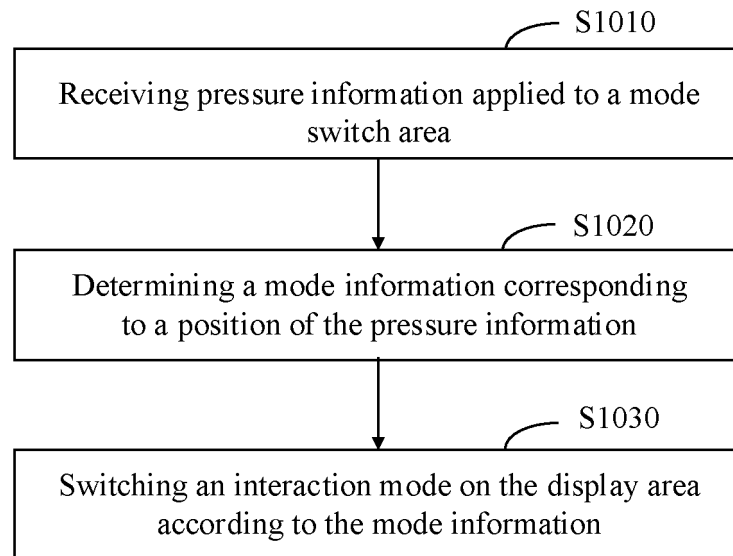 S1010
Receiving pressure information applied to a mode
switch area
S1020
Determining a mode information corresponding
to a position of the pressure information
S1030
Switching an interaction mode on the display area
according to the mode information